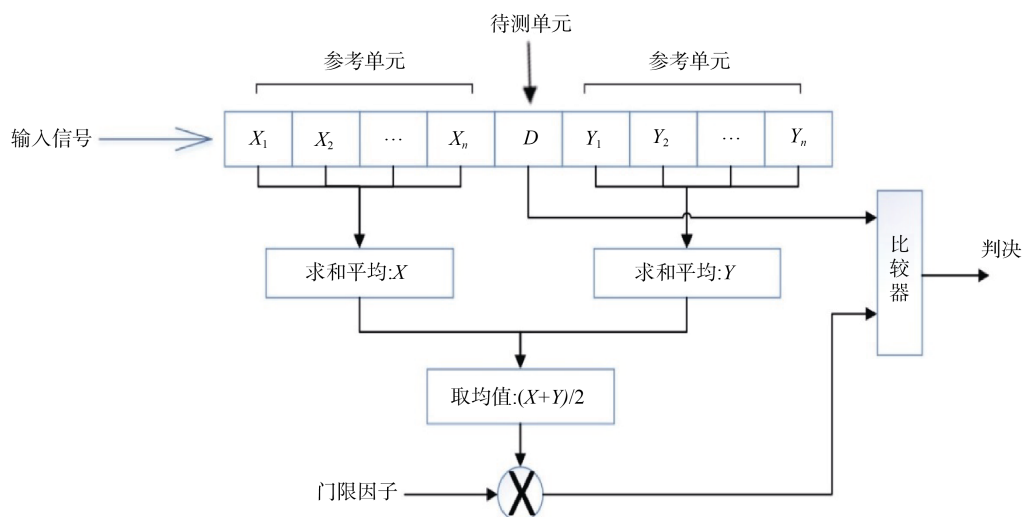 待测单元
参考单元 参考单元
输入信号 X1 X2 … Xn D Y1 Y2 … Yn
比较器
判决
求和平均:X 求和平均:Y
取均值:(X+Y)/2
门限因子 X